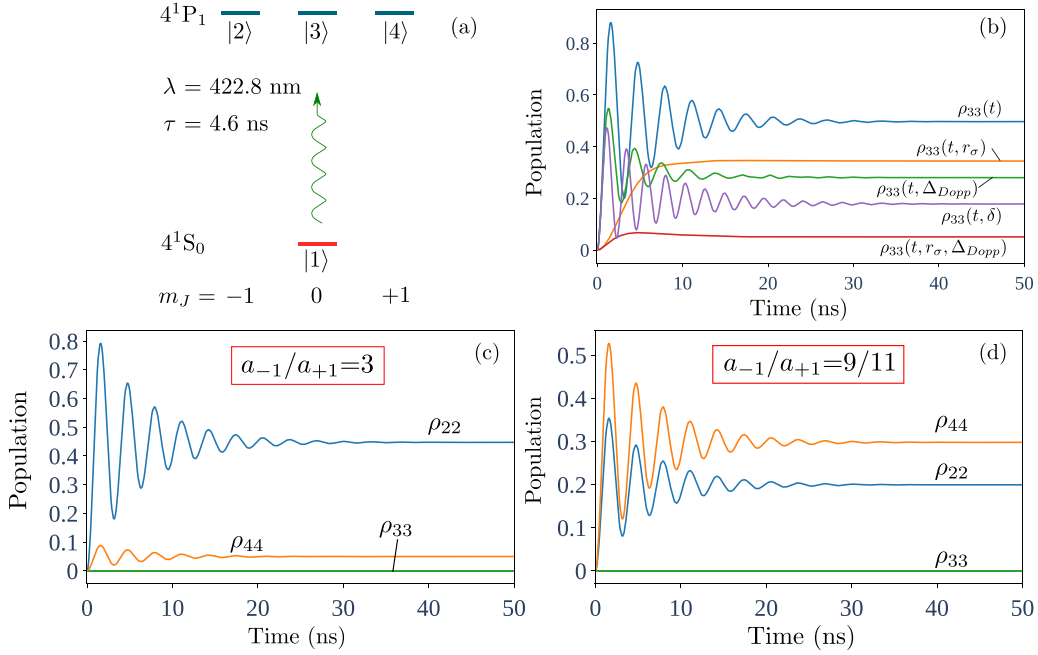 4¹P₁
(a)
|2⟩ |3⟩ |4⟩
λ = 422.8 nm
τ = 4.6 ns
4¹S₀
|1⟩
m_J = −1 0 +1
(b)
Population
0.8
0.6
0.4
0.2
0
ρ₃₃(t)
ρ₃₃(t, r_σ)
ρ₃₃(t, Δ_Dopp)
ρ₃₃(t, δ)
ρ₃₃(t, r_σ, Δ_Dopp)
0 10 20 30 40 50
Time (ns)
(c)
a₋₁/a₊₁=3
Population
0.8
0.7
0.6
0.5
0.4
0.3
0.2
0.1
0
ρ₂₂
ρ₃₃
ρ₄₄
0 10 20 30 40 50
Time (ns)
(d)
a₋₁/a₊₁=9/11
Population
0.5
0.4
0.3
0.2
0.1
0
ρ₄₄
ρ₂₂
ρ₃₃
0 10 20 30 40 50
Time (ns)